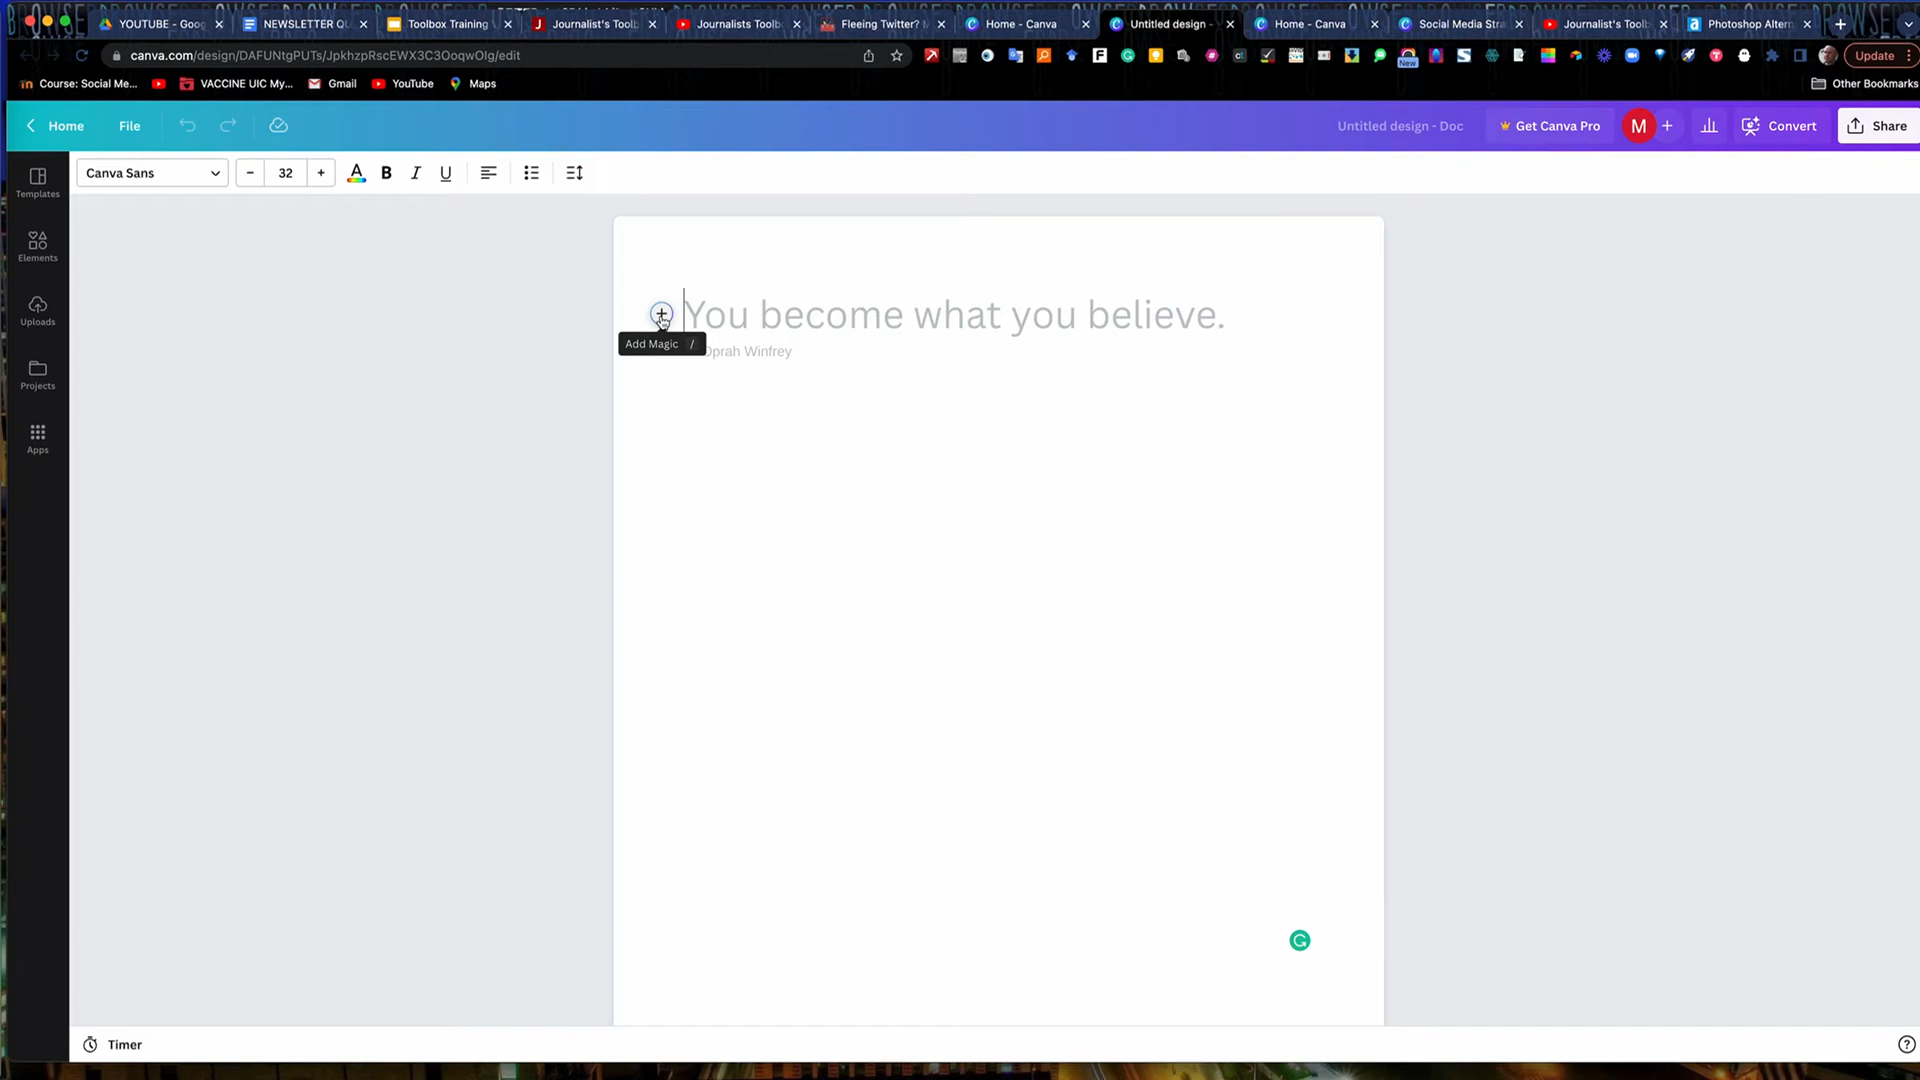 YOUTUBE - Goog
NEWSLETTER QU
Toolbox Training
Journalist's Toolb
Journalists Toolb
Fleeing Twitter? M
Home - Canva
Untitled design -
Home - Canva
Social Media Stra
Journalist's Toolb
Photoshop Altern
canva.com/design/DAFUNtgPUTs/JpkhzpRscEWX3C3OoqwOlg/edit
New
Update
Course: Social Me...
VACCINE UIC My...
Gmail
YouTube
Maps
Other Bookmarks
Home
File
Untitled design - Doc
Get Canva Pro
M
Convert
Share
Canva Sans
32
A
B
I
U
Templates
Elements
Uploads
Projects
Apps
You become what you believe.
Add Magic /
Oprah Winfrey
Timer